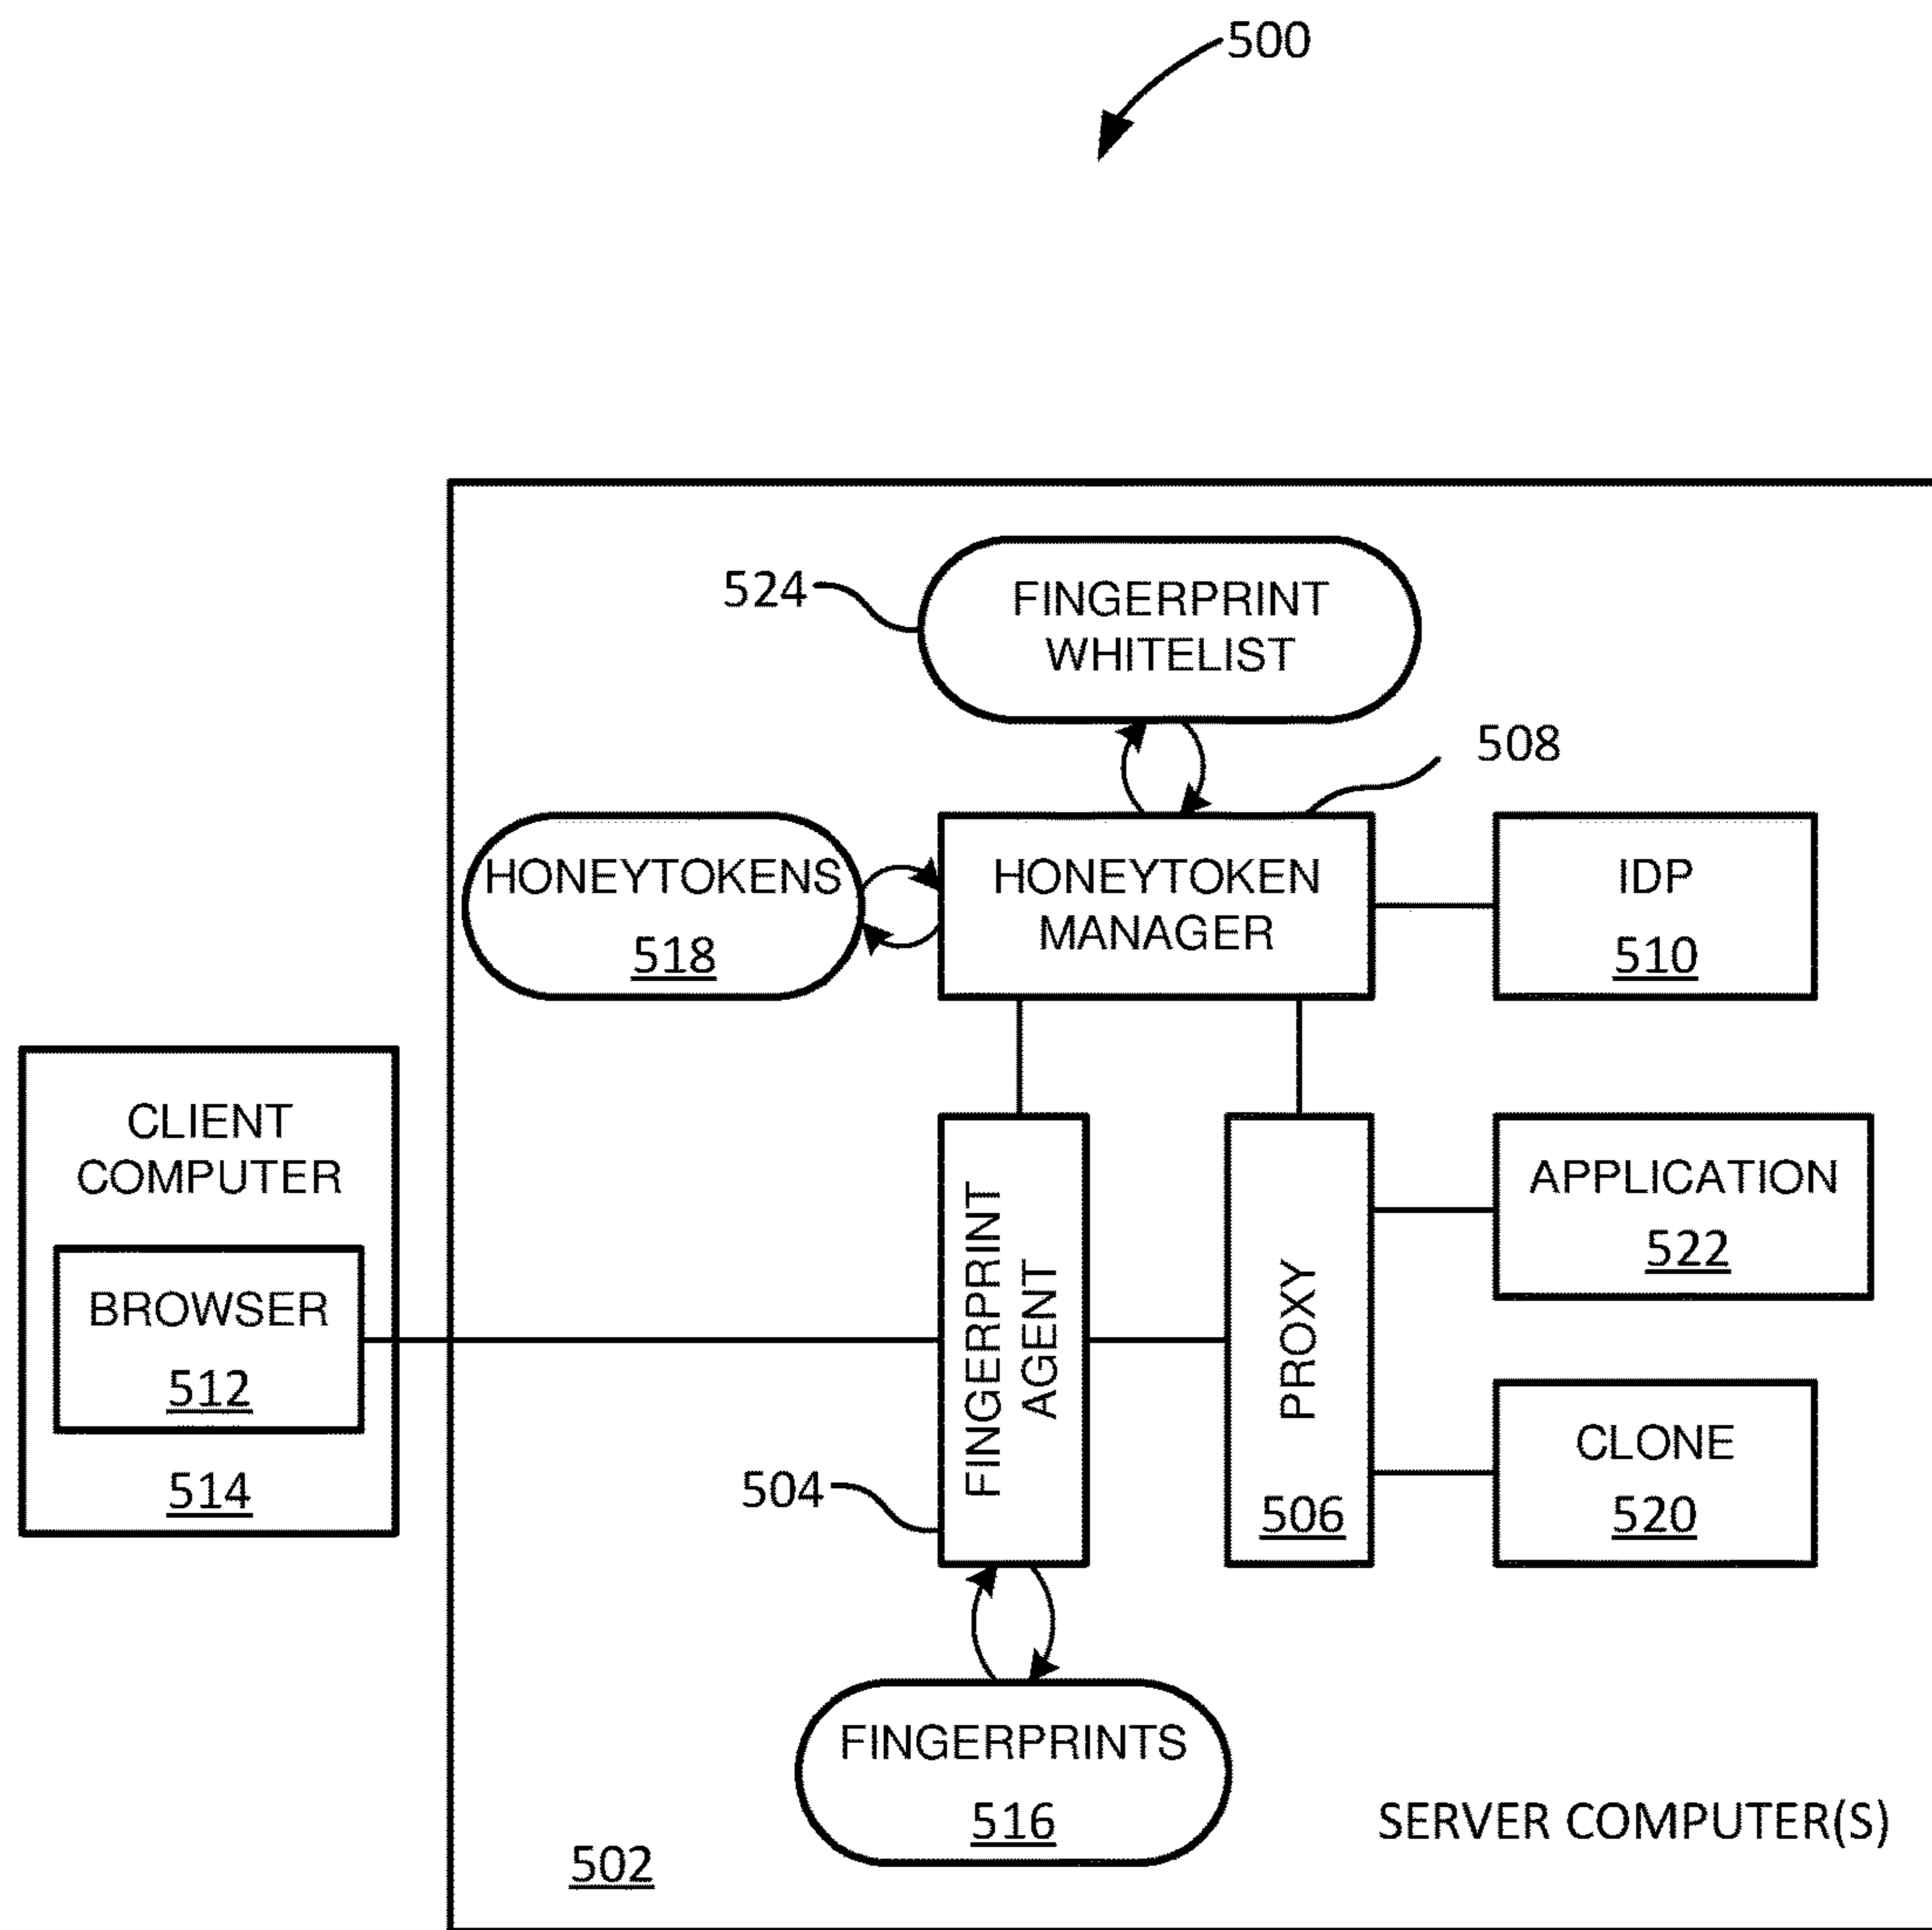 500
524
FINGERPRINT
WHITELIST
508
HONEYTOKENS
518
HONEYTOKEN
MANAGER
IDP
510
CLIENT
COMPUTER
BROWSER
512
514
FINGERPRINT
AGENT
504
PROXY
506
APPLICATION
522
CLONE
520
FINGERPRINTS
516
502
SERVER COMPUTER(S)